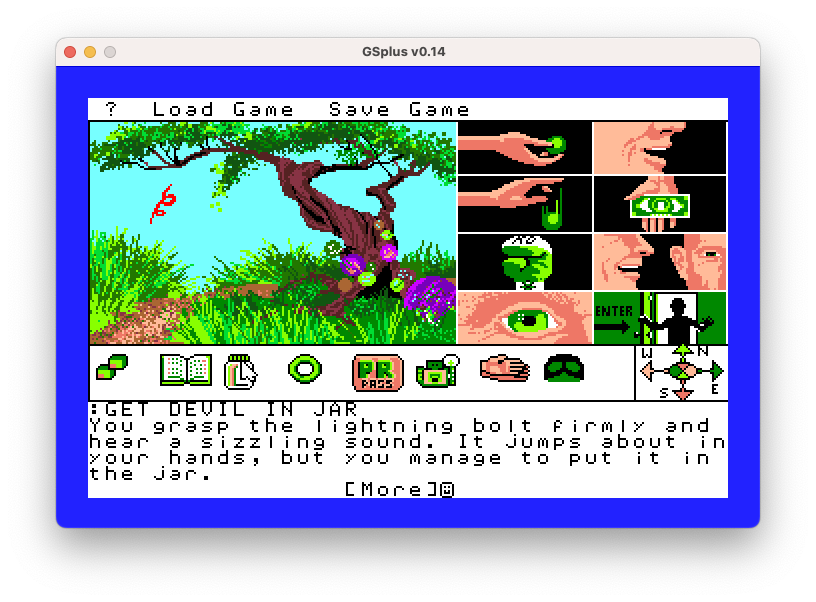 GSplus v0.14
? Load Game Save Game
ENTER
PR
PASS
W N
S E
:GET DEVIL IN JAR
You grasp the lightning bolt firmly and
hear a sizzling sound. It jumps about in
your hands, but you manage to put it in
the jar.
[More]